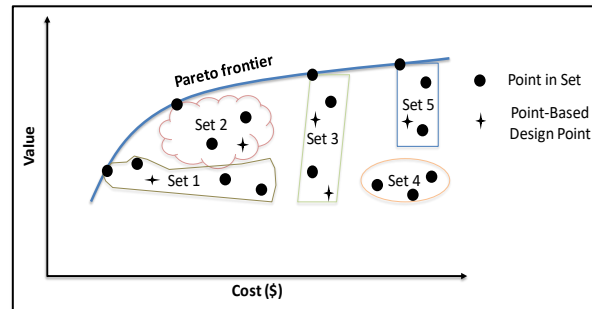 Pareto frontier
Value
Set 1
Set 2
Set 3
Set 4
Set 5
Point in Set
Point-Based
Design Point
Cost ($)